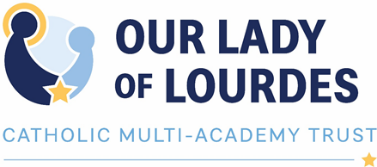 OUR LADY
OF LOURDES
CATHOLIC MULTI-ACADEMY TRUST